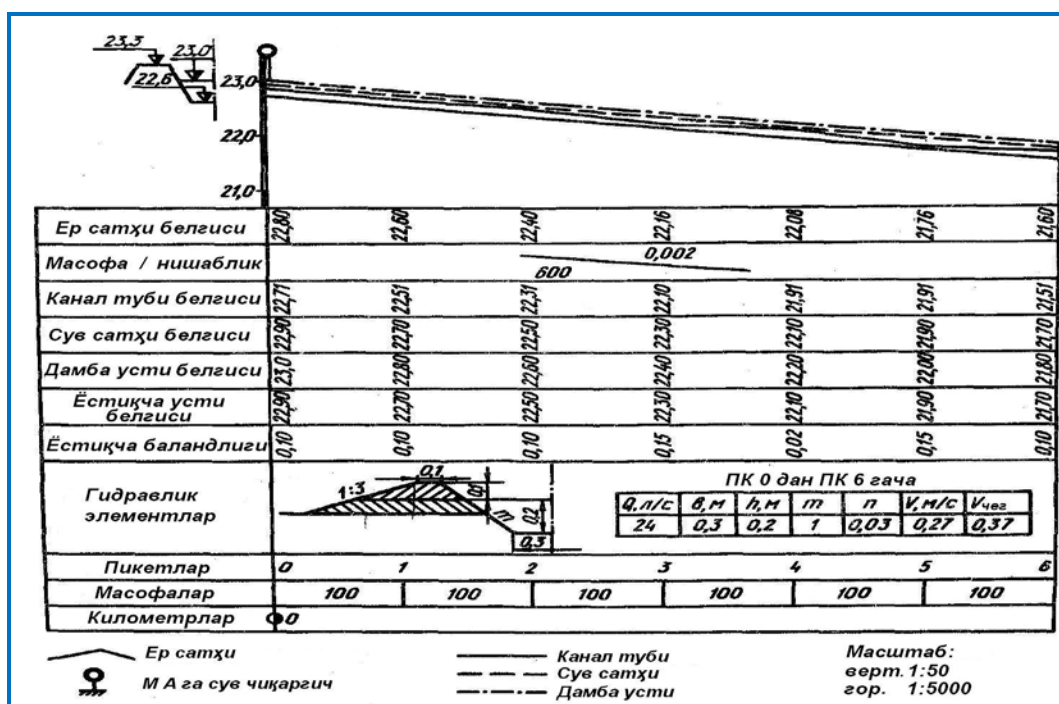 23,3
23,0
22,6
23,0
22,0
21,0
Ер сатҳи белгиси 22,80 22,60 22,40 22,16 22,08 21,76 21,60
Масофа / нишаблик 600 0,002
Канал туби белгиси 22,71 22,51 22,31 22,10 21,91 21,91 21,51
Сув сатҳи белгиси 22,90 22,70 22,50 22,30 22,10 21,90 21,70
Дамба усти белгиси 23,0 22,80 22,60 22,40 22,20 22,00 21,80
Ёстиқча усти
белгиси 22,90 22,70 22,50 22,30 22,10 21,90 21,70
Ёстиқча баландлиги 0,10 0,10 0,10 0,15 0,02 0,15 0,10
Гидравлик
элементлар
1:3 0,1 0,1 m 0,2 0,3
ПК 0 дан ПК 6 гача
Q,л/с в,м h,м m n V,м/с Vчег
24 0,3 0,2 1 0,03 0,27 0,37
Пикетлар 0 1 2 3 4 5 6
Масофалар 100 100 100 100 100 100
Километрлар 0
Ер сатҳи
М А га сув чиқаргич
Канал туби
Сув сатҳи
Дамба усти
Масштаб:
верт. 1:50
гор. 1:5000